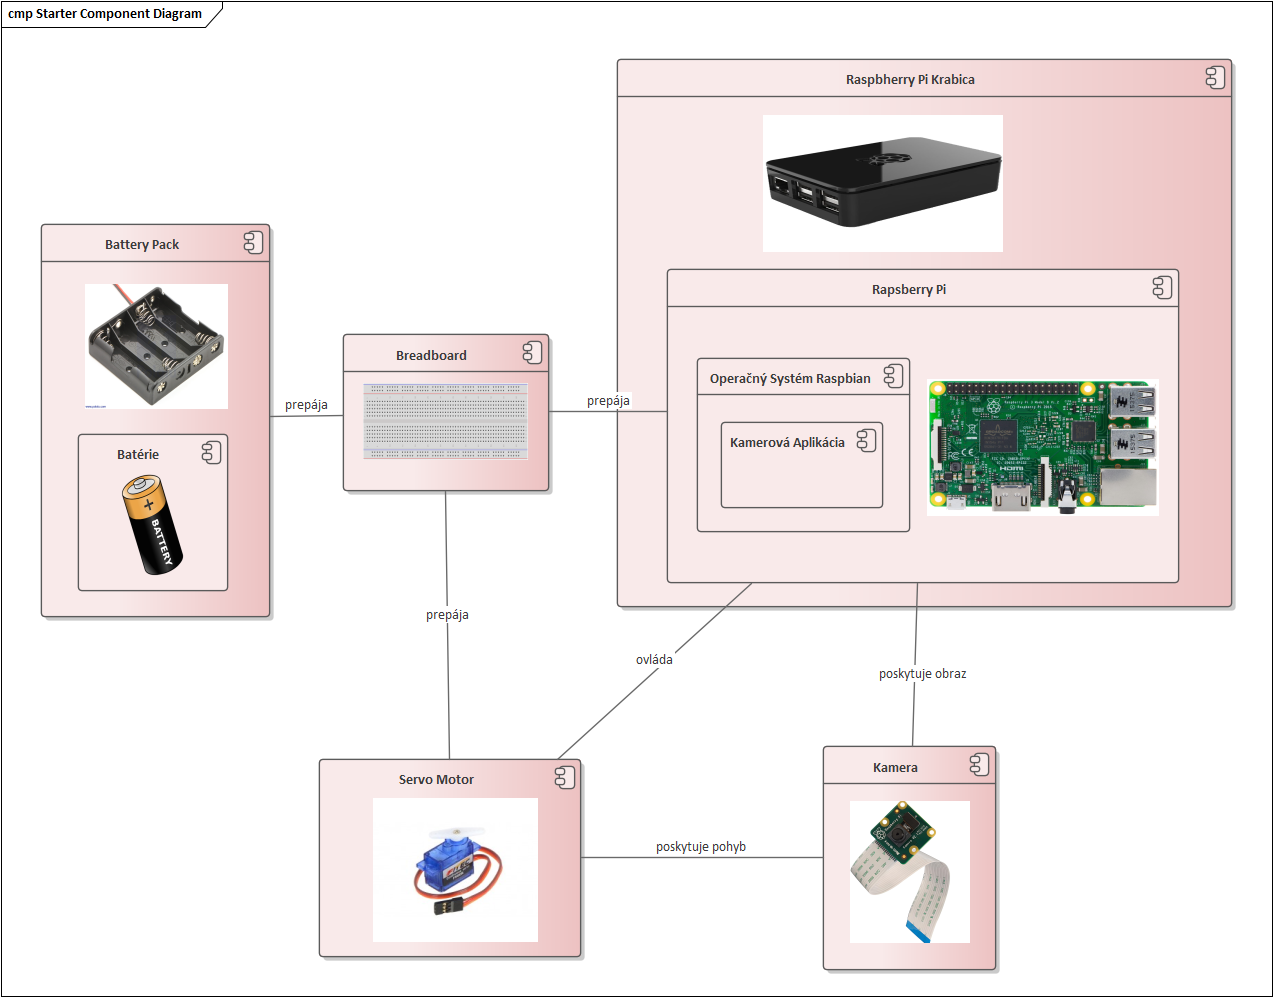 cmp Starter Component Diagram
Raspbherry Pi Krabica
Battery Pack
Rapsberry Pi
Breadboard
Operačný Systém Raspbian
prepája
prepája
Kamerová Aplikácia
Batérie
BATTERY
HDMI
prepája
ovláda
poskytuje obraz
Servo Motor
Kamera
poskytuje pohyb